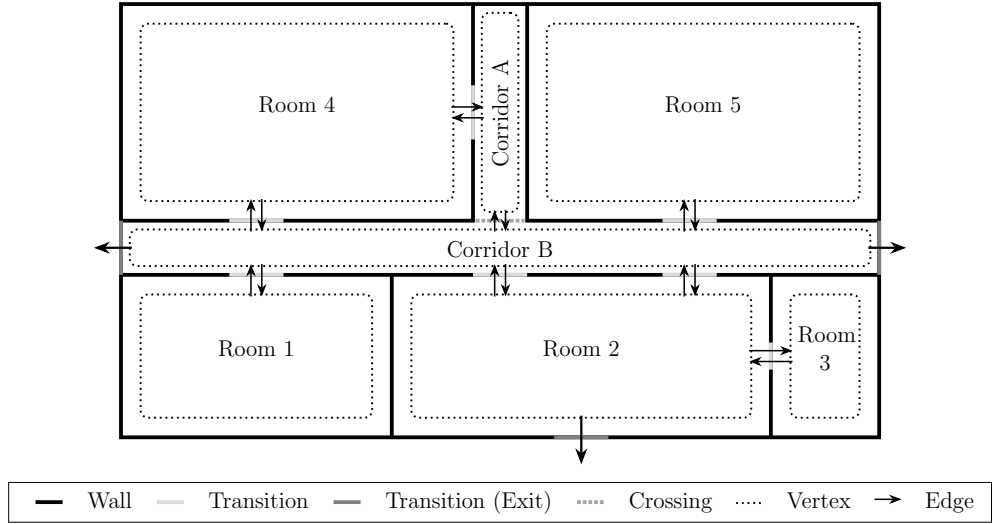 Room 4
Corridor A
Room 5
Corridor B
Room 1
Room 2
Room
3
Wall
Transition
Transition (Exit)
Crossing
Vertex
Edge